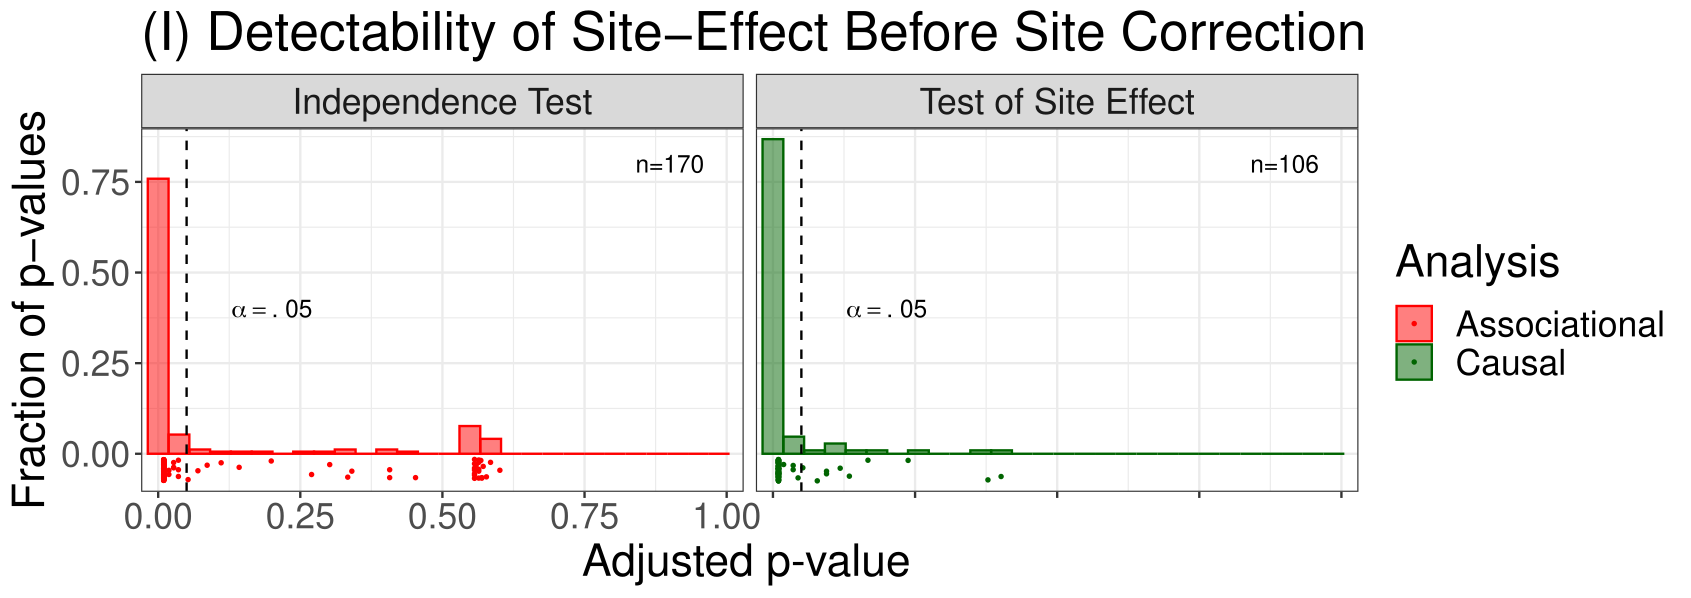 (I) Detectability of Site−Effect Before Site Correction
Independence Test
Test of Site Effect
Fraction of p−values
0.75
0.50
0.25
0.00
n=170
α = . 05
n=106
α = . 05
0.00 0.25 0.50 0.75 1.00
Adjusted p-value
Analysis
Associational
Causal